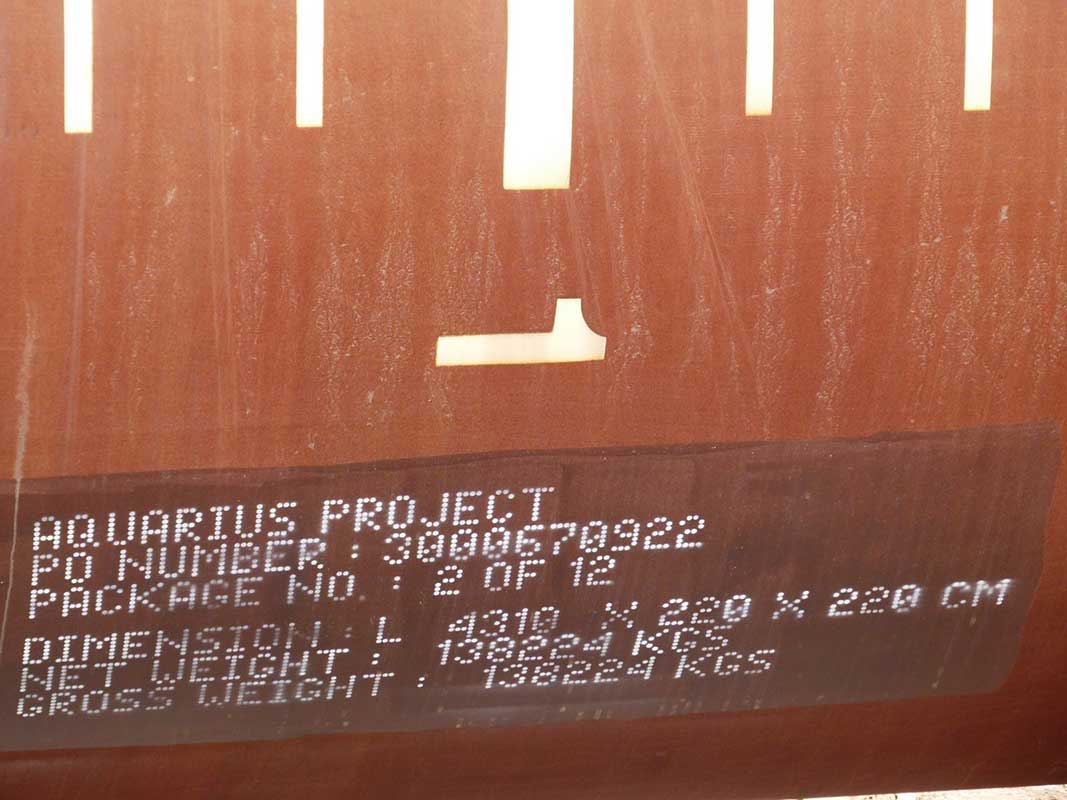 1
AQUARIUS PROJECT
PO NUMBER : 3000670922
PACKAGE NO. : 2 OF 12
DIMENSION : L 4310 X 220 X 220 CM
NET WEIGHT : 138224 KGS
GROSS WEIGHT : 138224 KGS